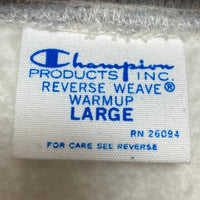 Champion
PRODUCTS INC.
REVERSE WEAVE®
WARMUP
LARGE
RN 26094
FOR CARE SEE REVERSE